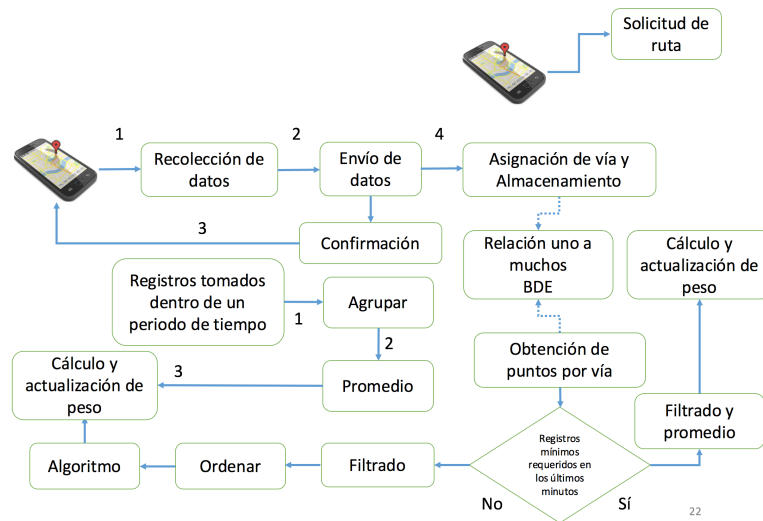 Solicitud de
ruta
1
2
4
Recolección de
datos
Envío de
datos
Asignación de vía y
Almacenamiento
3
Confirmación
Relación uno a
muchos
BDE
Cálculo y
actualización de
peso
Registros tomados
dentro de un
periodo de tiempo
1
Agrupar
2
Obtención de
puntos por vía
Cálculo y
actualización de
peso
3
Promedio
Filtrado y
promedio
Registros
mínimos
requeridos en
los últimos
minutos
Algoritmo
Ordenar
Filtrado
No
Sí
22